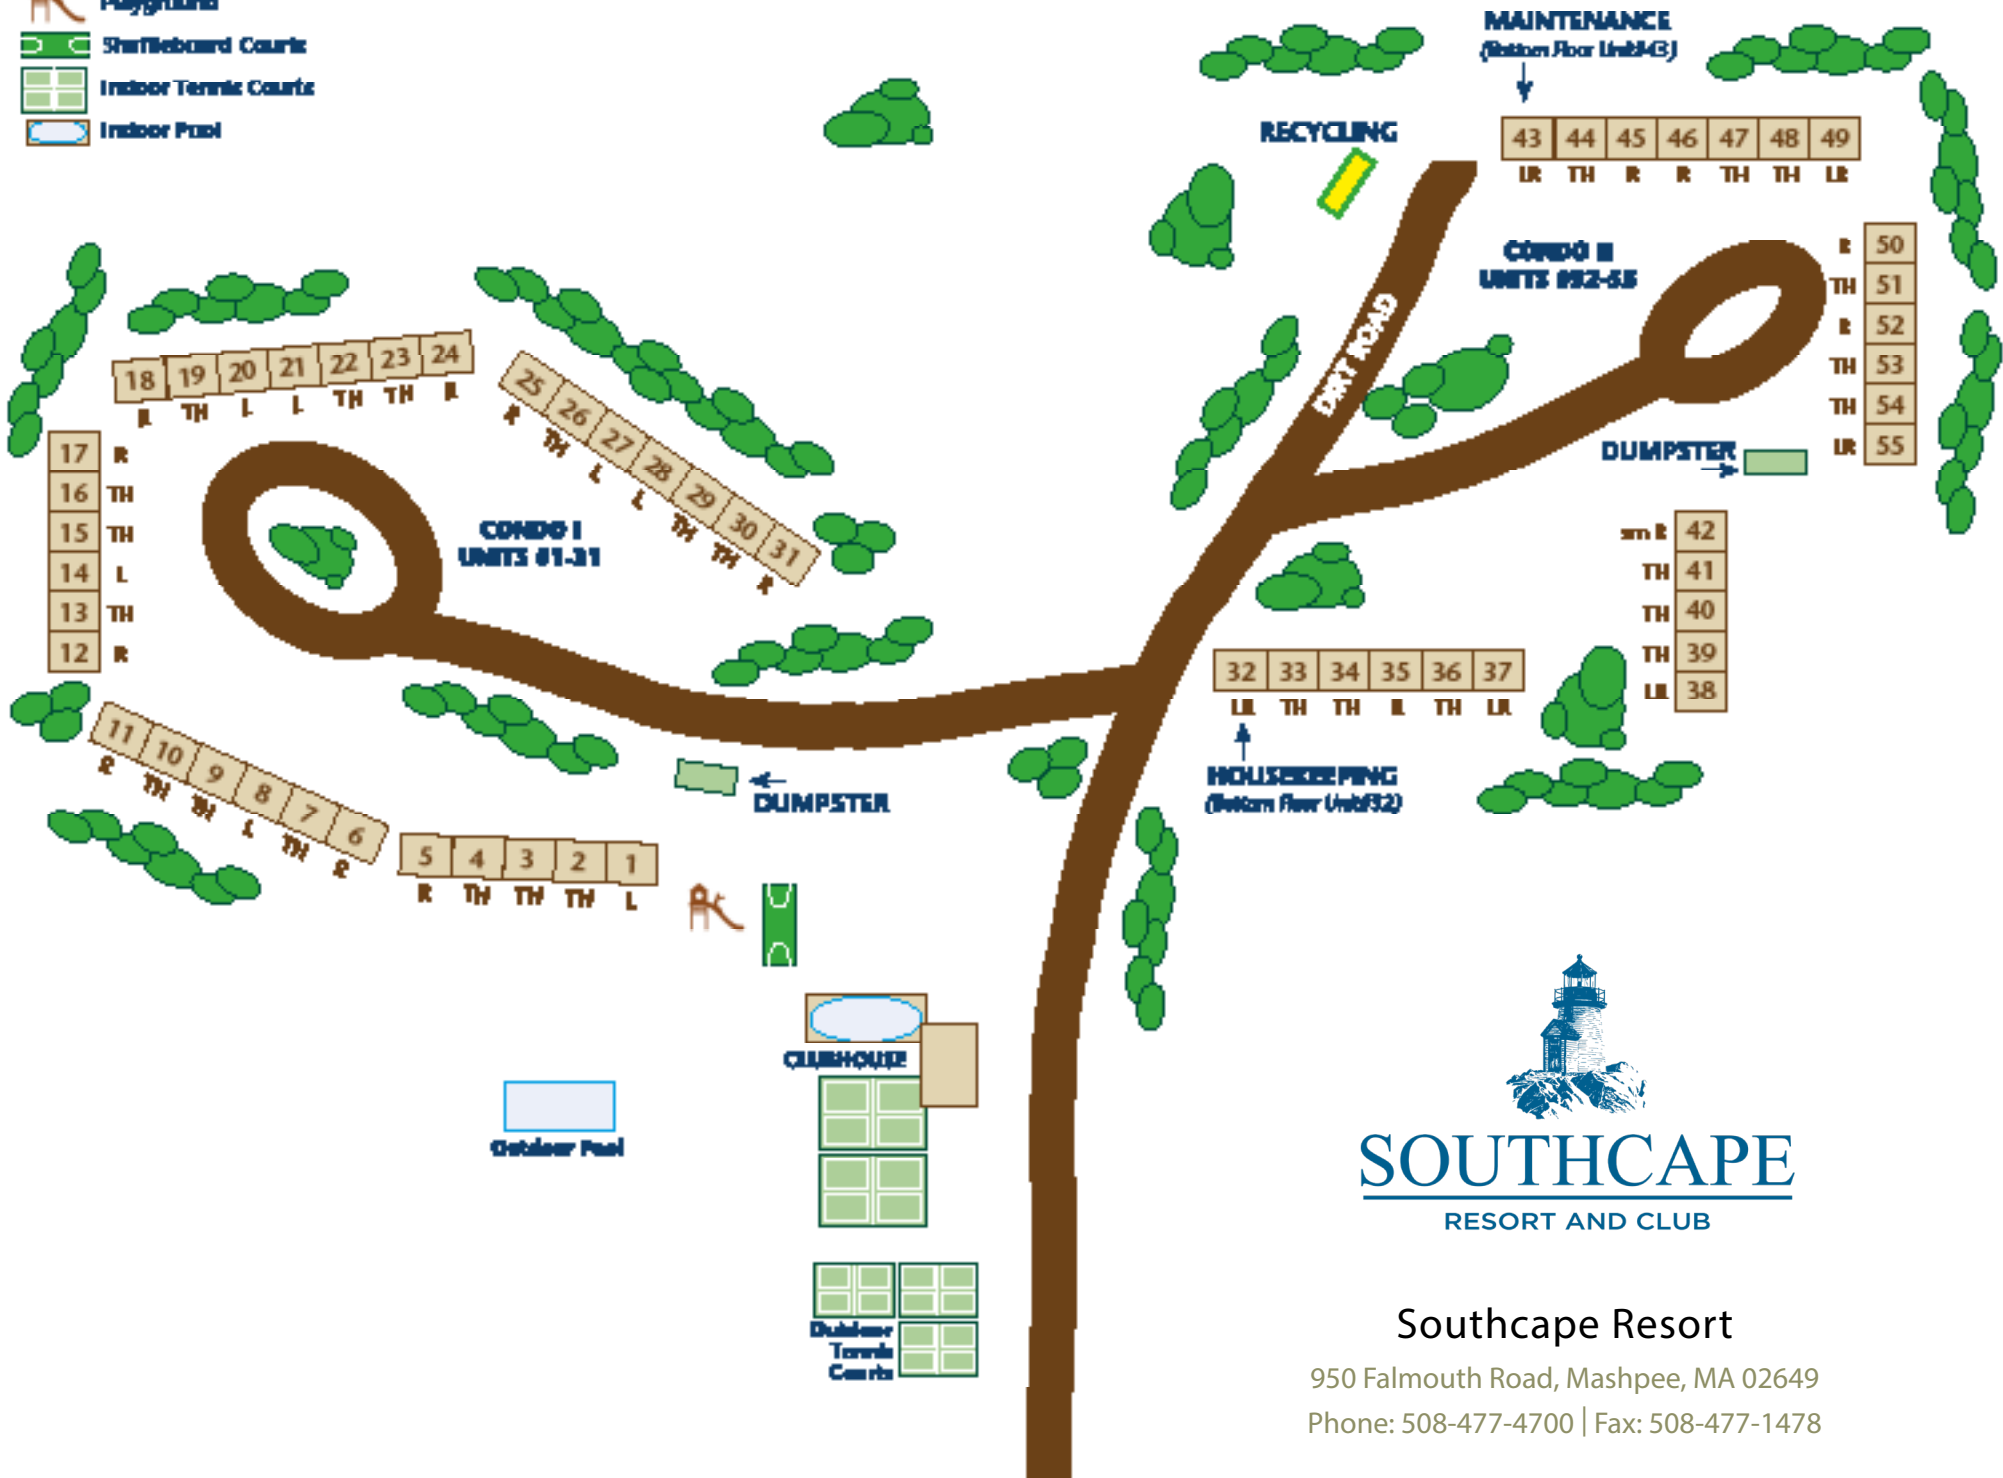 Playground
Shuffleboard Courts
Indoor Tennis Courts
Indoor Pool
MAINTENANCE
(Bottom Floor Unit#43)
RECYCLING
43 44 45 46 47 48 49
LR TH R R TH TH LR
CONDO II
UNITS #32-55
R 50
TH 51
R 52
TH 53
TH 54
LR 55
DIRT ROAD
DUMPSTER
18 19 20 21 22 23 24
R TH L L TH TH R
25 26 27 28 29 30 31
R TH L L TH TH R
17 R
16 TH
15 TH
14 L
13 TH
12 R
CONDO I
UNITS #1-31
sm R 42
TH 41
TH 40
TH 39
LR 38
32 33 34 35 36 37
LR TH TH R TH LR
HOUSEKEEPING
(Bottom Floor Unit#32)
11 10 9 8 7 6
R TH TH L TH R
DUMPSTER
5 4 3 2 1
R TH TH TH L
CLUBHOUSE
Outdoor Pool
Outdoor
Tennis
Courts
SOUTHCAPE
RESORT AND CLUB
Southcape Resort
950 Falmouth Road, Mashpee, MA 02649
Phone: 508-477-4700 | Fax: 508-477-1478